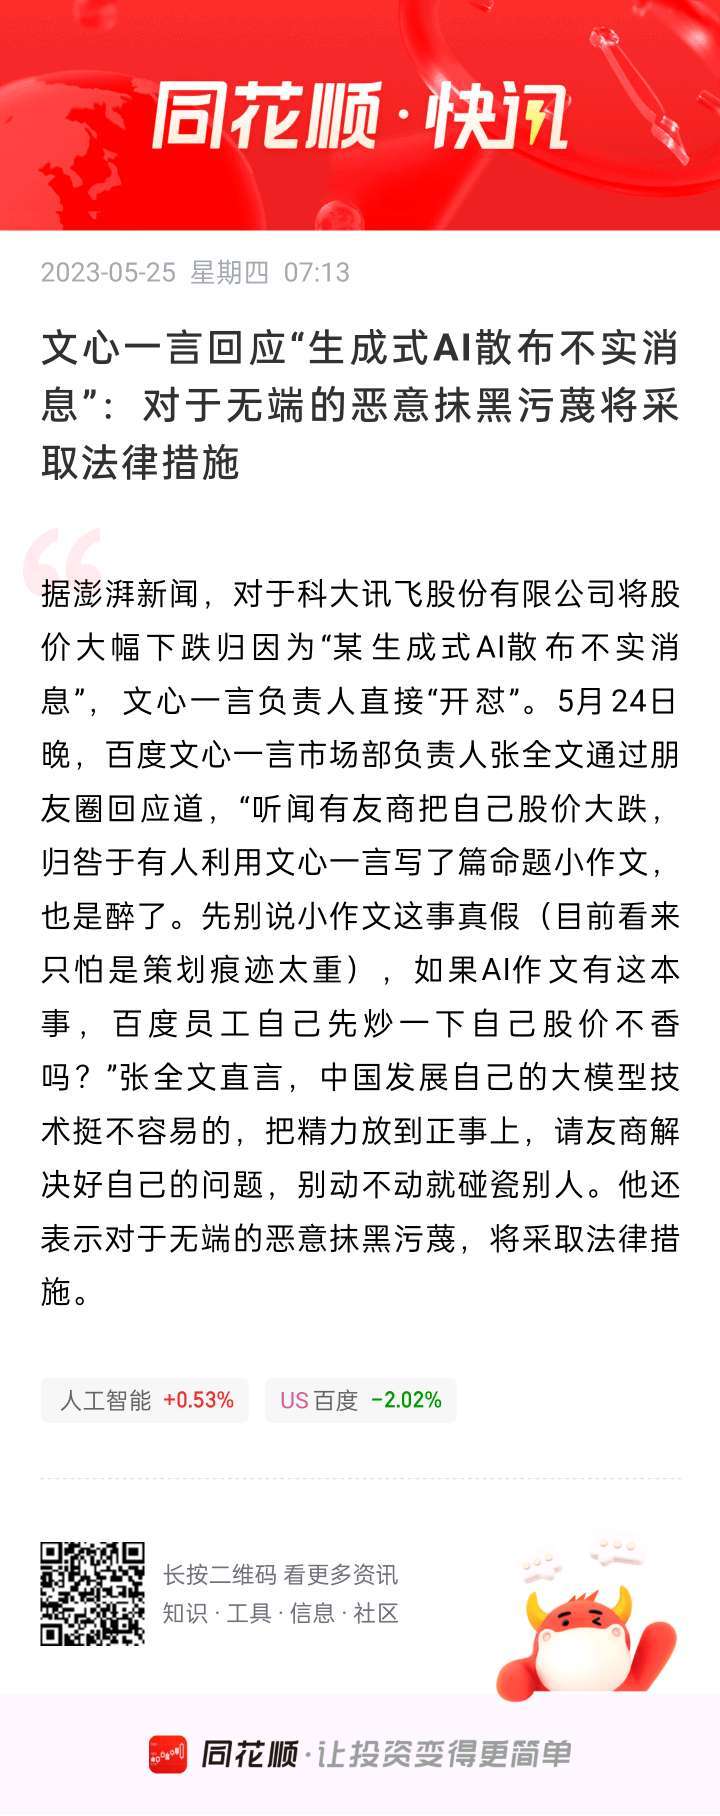 同花顺·快讯
2023-05-25 星期四 07:13
文心一言回应“生成式AI散布不实消
息”：对于无端的恶意抹黑污蔑将采
取法律措施
据澎湃新闻，对于科大讯飞股份有限公司将股
价大幅下跌归因为“某生成式AI散布不实消
息”，文心一言负责人直接“开怼”。5月24日
晚，百度文心一言市场部负责人张全文通过朋
友圈回应道，“听闻有友商把自己股价大跌，
归咎于有人利用文心一言写了篇命题小作文，
也是醉了。先别说小作文这事真假（目前看来
只怕是策划痕迹太重），如果AI作文有这本
事，百度员工自己先炒一下自己股价不香
吗？”张全文直言，中国发展自己的大模型技
术挺不容易的，把精力放到正事上，请友商解
决好自己的问题，别动不动就碰瓷别人。他还
表示对于无端的恶意抹黑污蔑，将采取法律措
施。
人工智能 +0.53% US 百度 -2.02%
长按二维码 看更多资讯
知识·工具·信息·社区
同花顺·让投资变得更简单